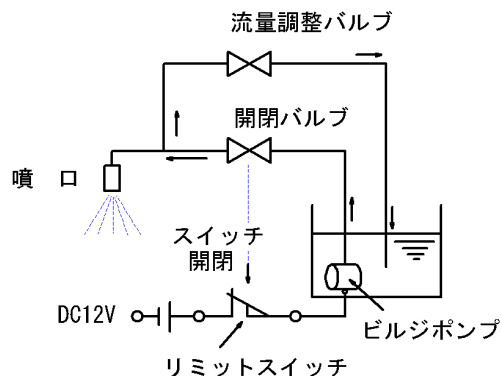 流量調整バルブ
開閉バルブ
噴 口
スイッチ
開閉
DC12V
ビルジポンプ
リミットスイッチ